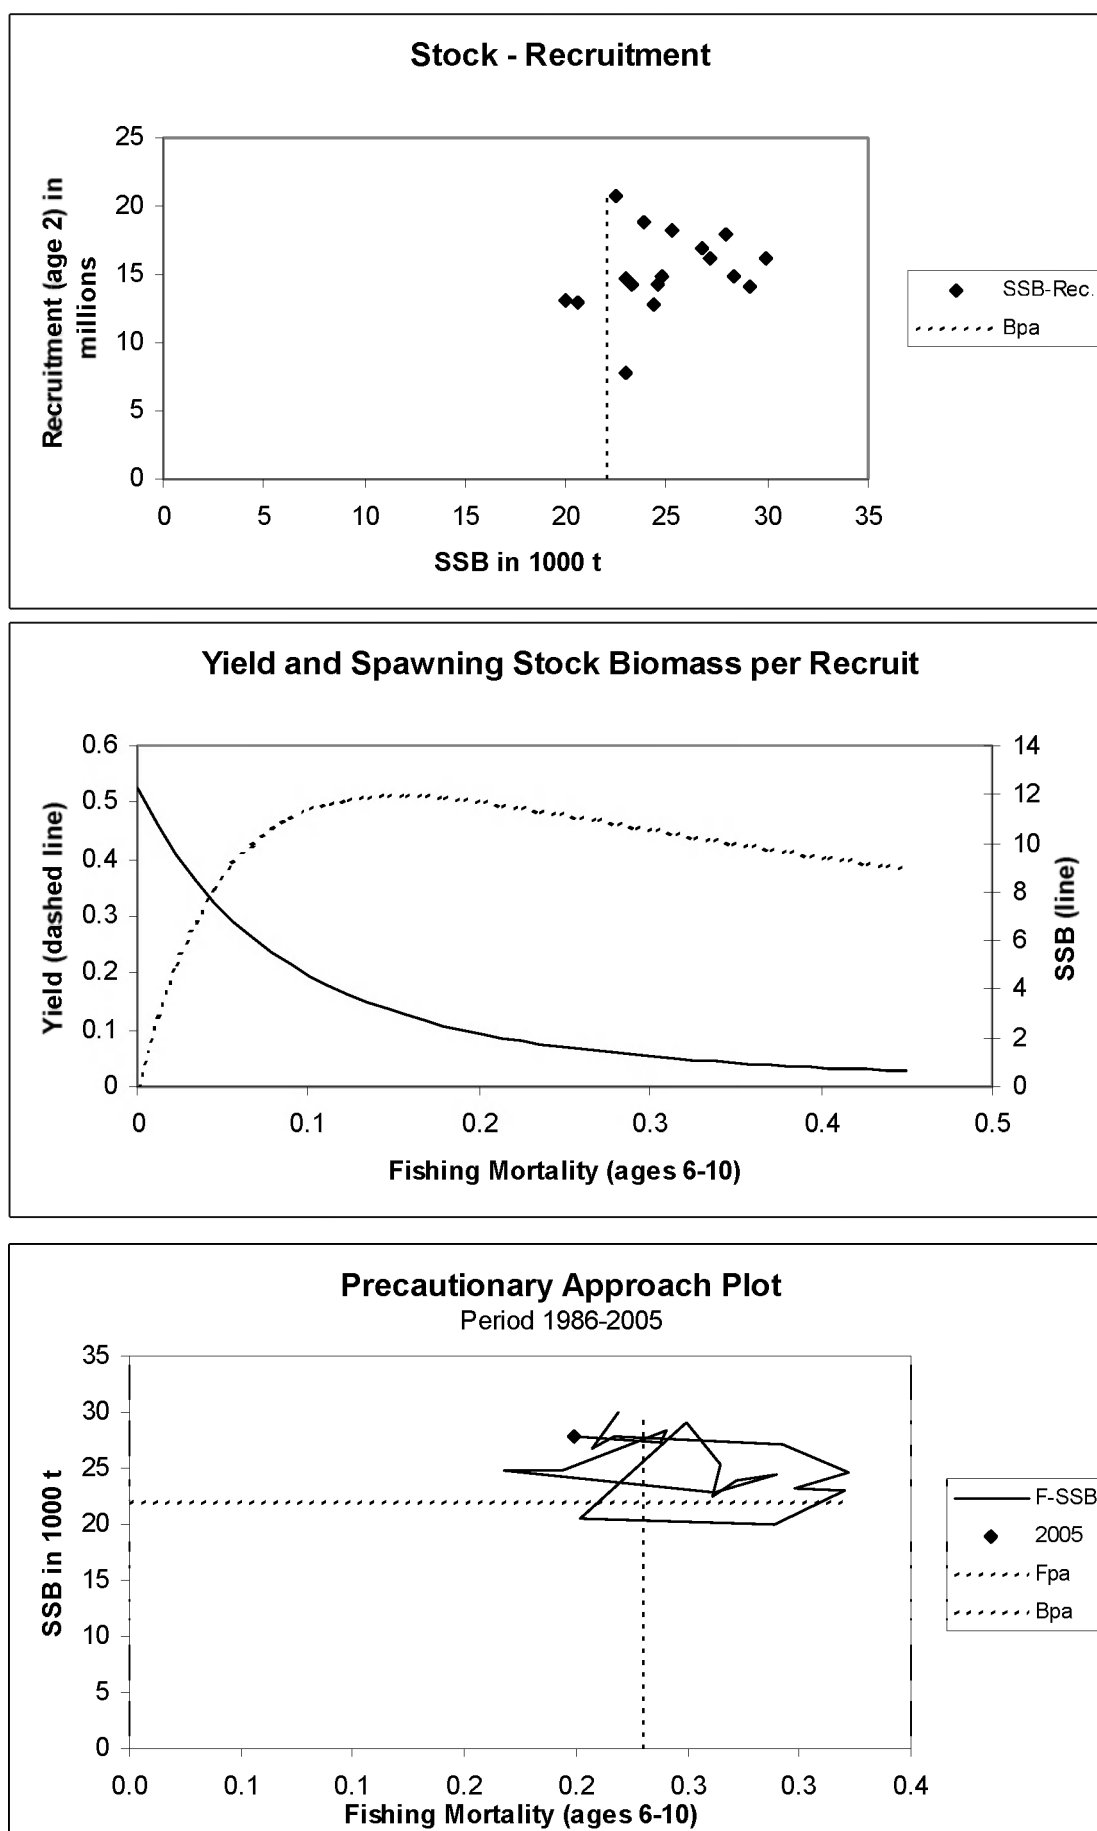 Stock - Recruitment
Recruitment (age 2) in
millions
25
20
15
10
5
0
0 5 10 15 20 25 30 35
SSB in 1000 t
SSB-Rec.
Bpa
Yield and Spawning Stock Biomass per Recruit
Yield (dashed line)
0.6
0.5
0.4
0.3
0.2
0.1
0
14
12
10
8
6
4
2
0
SSB (line)
0 0.1 0.2 0.3 0.4 0.5
Fishing Mortality (ages 6-10)
Precautionary Approach Plot
Period 1986-2005
SSB in 1000 t
35
30
25
20
15
10
5
0
0.0 0.1 0.1 0.2 0.2 0.3 0.3 0.4
Fishing Mortality (ages 6-10)
F-SSB
2005
Fpa
Bpa